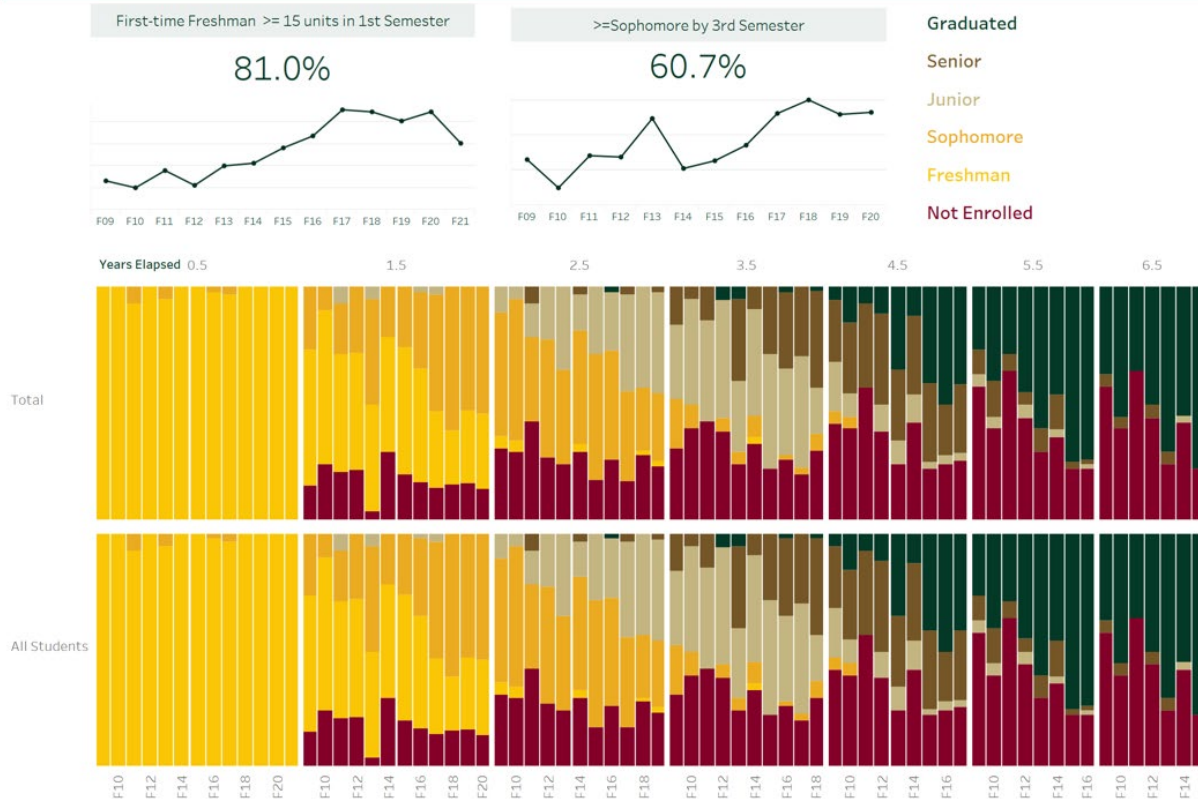 First-time Freshman >= 15 units in 1st Semester
81.0%
F09 F10 F11 F12 F13 F14 F15 F16 F17 F18 F19 F20 F21
>=Sophomore by 3rd Semester
60.7%
F09 F10 F11 F12 F13 F14 F15 F16 F17 F18 F19 F20
Graduated
Senior
Junior
Sophomore
Freshman
Not Enrolled
Years Elapsed 0.5 1.5 2.5 3.5 4.5 5.5 6.5
Total
All Students
F10 F12 F14 F16 F18 F20 F10 F12 F14 F16 F18 F20 F10 F12 F14 F16 F18 F10 F12 F14 F16 F18 F10 F12 F14 F16 F10 F12 F14 F16 F10 F12 F14